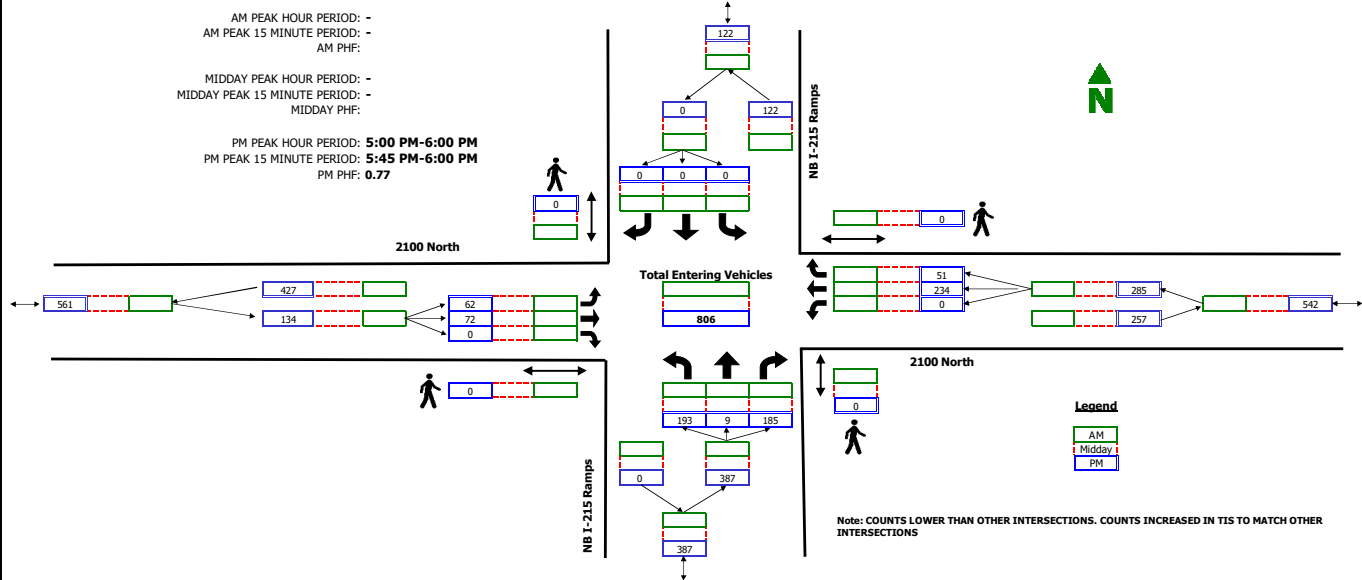 AM PEAK HOUR PERIOD: -
AM PEAK 15 MINUTE PERIOD: -
AM PHF:
MIDDAY PEAK HOUR PERIOD: -
MIDDAY PEAK 15 MINUTE PERIOD: -
MIDDAY PHF:
PM PEAK HOUR PERIOD: 5:00 PM-6:00 PM
PM PEAK 15 MINUTE PERIOD: 5:45 PM-6:00 PM
PM PHF: 0.77
122
0
122
0 0 0
NB I-215 Ramps
N
0
0
2100 North
Total Entering Vehicles
806
561
427
134
62
72
0
51
234
0
285
257
542
2100 North
0
0
193 9 185
0
387
387
NB I-215 Ramps
Legend
AM
Midday
PM
Note: COUNTS LOWER THAN OTHER INTERSECTIONS. COUNTS INCREASED IN TIS TO MATCH OTHER
INTERSECTIONS